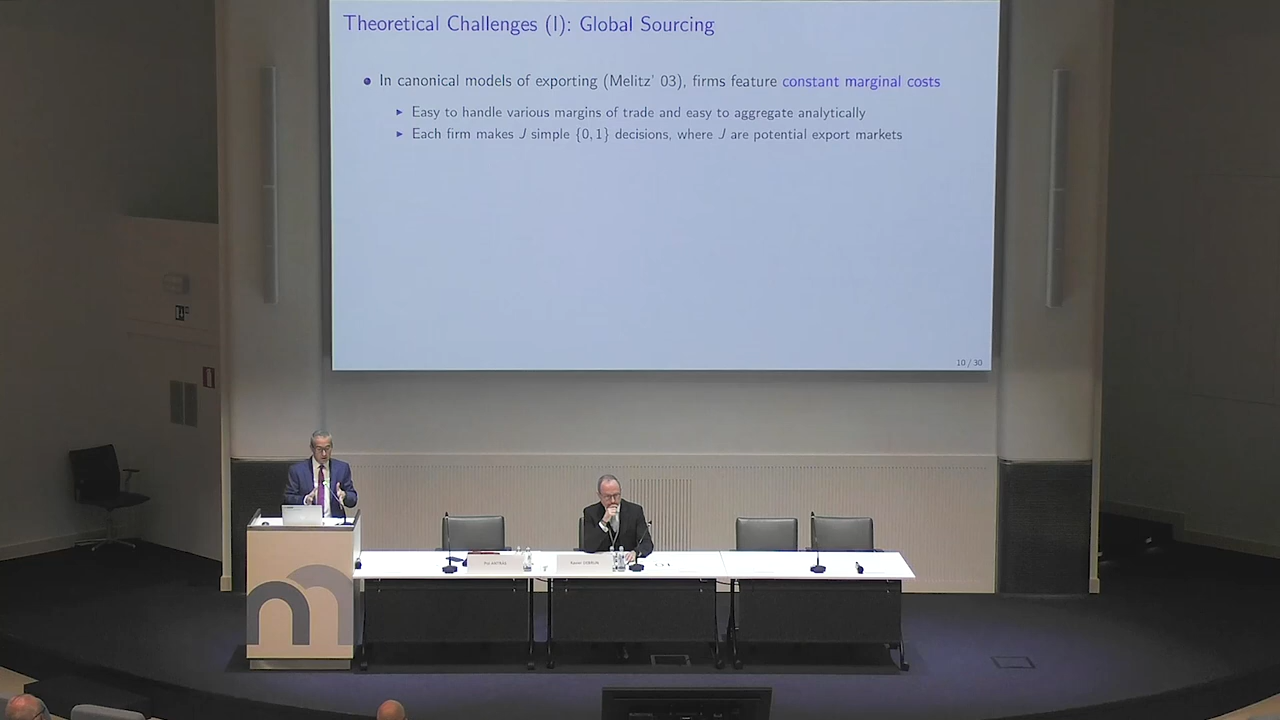 Theoretical Challenges (I): Global Sourcing
In canonical models of exporting (Melitz' 03), firms feature constant marginal costs
Easy to handle various margins of trade and easy to aggregate analytically
Each firm makes J simple {0, 1} decisions, where J are potential export markets
10 / 30
Pol ANTRÀS